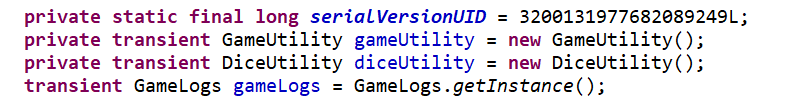 private static final long serialVersionUID = 3200131977682089249L;
private transient GameUtility gameUtility = new GameUtility();
private transient DiceUtility diceUtility = new DiceUtility();
transient GameLogs gameLogs = GameLogs.getInstance();